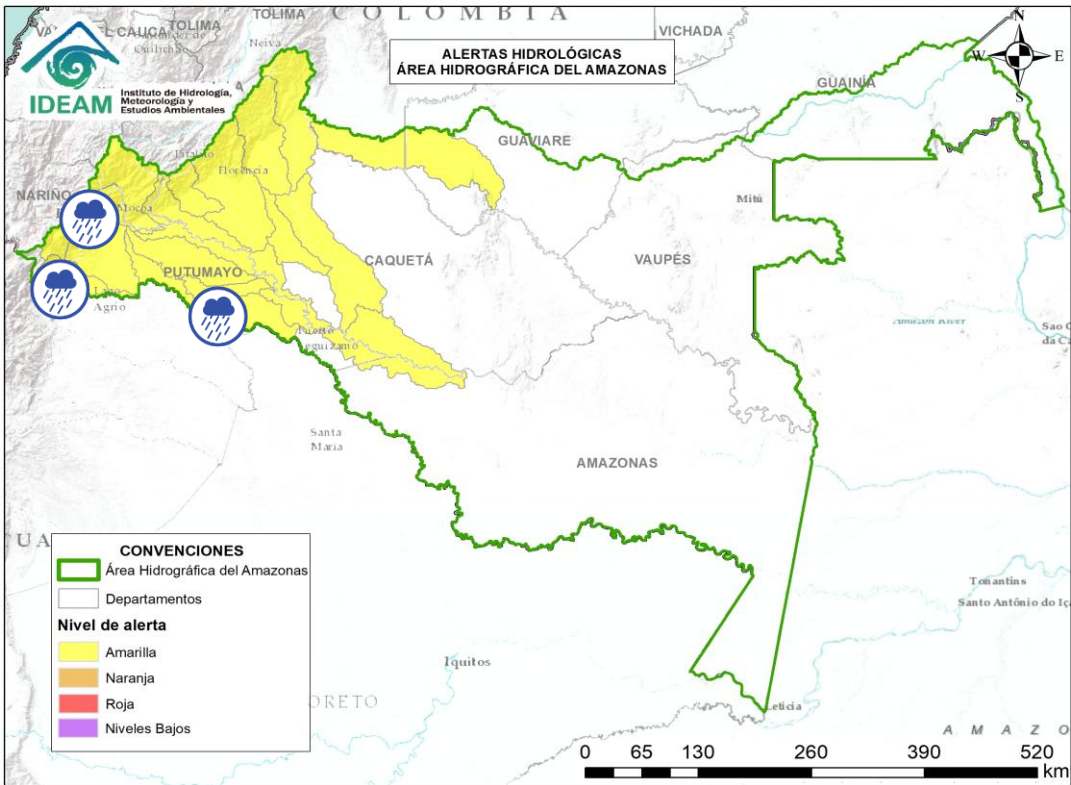 COLOMBIA
TOLIMA
TOLIMA
Neiva
VICHADA
ALERTAS HIDROLÓGICAS
ÁREA HIDROGRÁFICA DEL AMAZONAS
N
W
E
S
IDEAM
Instituto de Hidrología,
Meteorología y
Estudios Ambientales
GUAINÍA
GUAVIARE
Florencia
NARIÑO
Mocoa
Mitú
CAQUETÁ
VAUPÉS
PUTUMAYO
Lago
Agrio
Puerto
Leguizamo
Amazon River
Santa
Maria
AMAZONAS
CONVENCIONES
Área Hidrográfica del Amazonas
Departamentos
Nivel de alerta
Amarilla
Naranja
Roja
Niveles Bajos
Tonantins
Santo Antônio do Iç
Iquitos
ORETO
Leticia
AMAZO
0 65 130 260 390 520
km